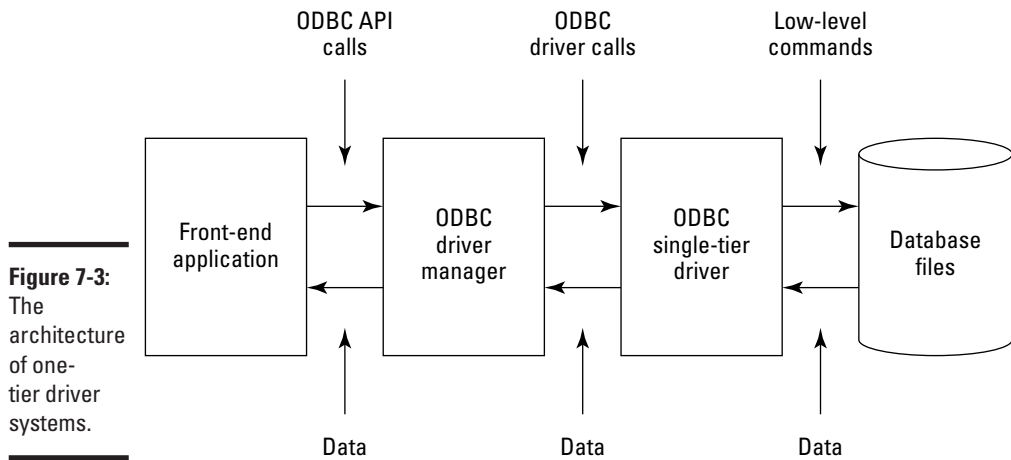 ODBC API
calls
ODBC
driver calls
Low-level
commands
Front-end
application
ODBC
driver
manager
ODBC
single-tier
driver
Database
files
Figure 7-3:
The
architecture
of one-
tier driver
systems.
Data
Data
Data